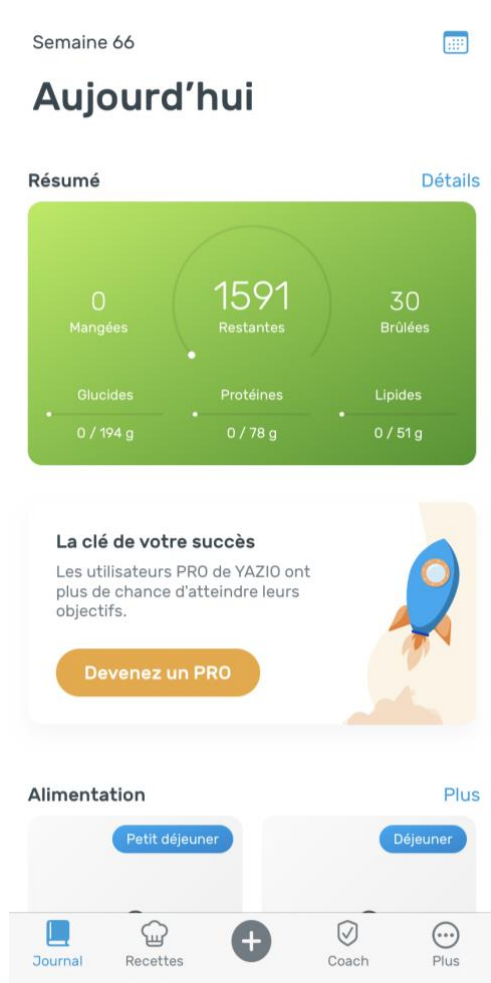 Semaine 66
Aujourd'hui
Résumé
Détails
0
1591
30
Mangées
Restantes
Brûlées
Glucides
Protéines
Lipides
0 / 194 g
0 / 78 g
0 / 51 g
La clé de votre succès
Les utilisateurs PRO de YAZIO ont
plus de chance d'atteindre leurs
objectifs.
Devenez un PRO
Alimentation
Plus
Petit déjeuner
Déjeuner
Journal
Recettes
Coach
Plus